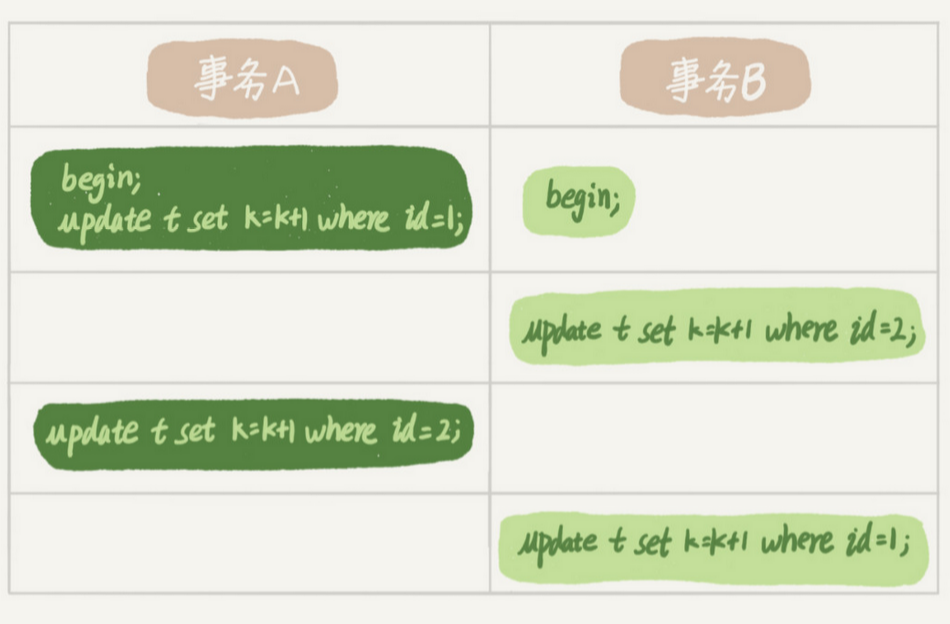 事务A
事务B
begin;
update t set k=k+1 where id=1;
begin;
update t set k=k+1 where id=2;
update t set k=k+1 where id=2;
update t set k=k+1 where id=1;